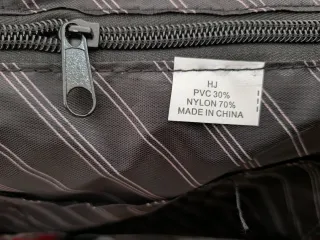 HJ
PVC 30%
NYLON 70%
MADE IN CHINA